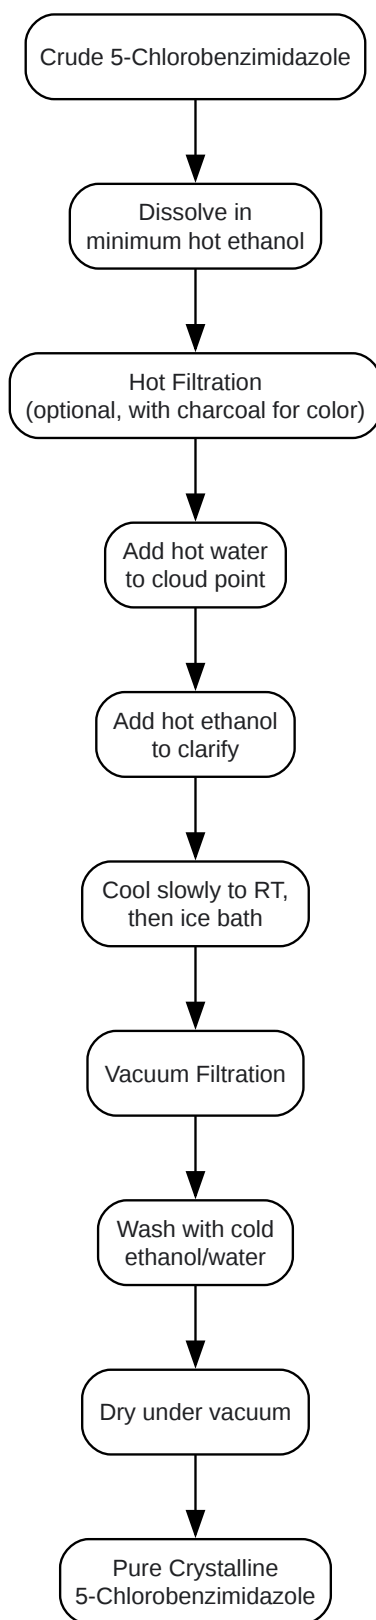 Crude 5-Chlorobenzimidazole
Dissolve in
minimum hot ethanol
Hot Filtration
(optional, with charcoal for color)
Add hot water
to cloud point
Add hot ethanol
to clarify
Cool slowly to RT,
then ice bath
Vacuum Filtration
Wash with cold
ethanol/water
Dry under vacuum
Pure Crystalline
5-Chlorobenzimidazole